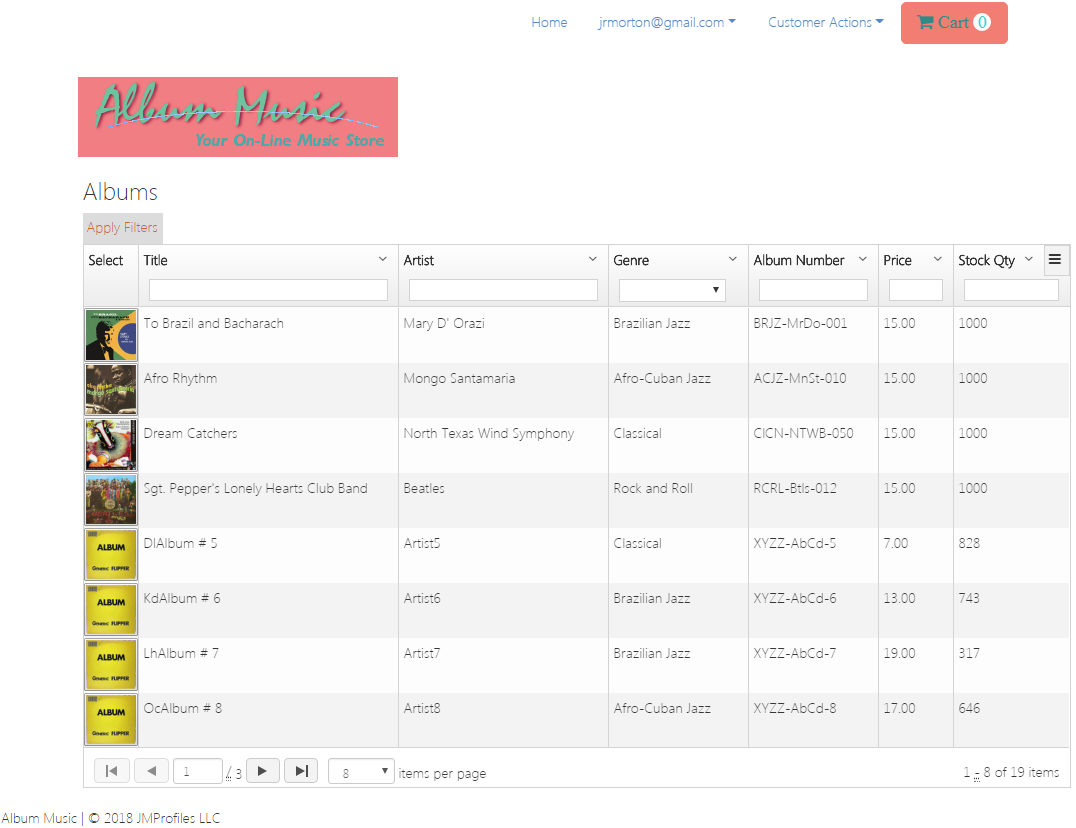 Home jrmorton@gmail.com Customer Actions Cart 0
Album Music
Your On-Line Music Store
Albums
Apply Filters
Select Title Artist Genre Album Number Price Stock Qty
To Brazil and Bacharach Mary D' Orazi Brazilian Jazz BRJZ-MrDo-001 15.00 1000
Afro Rhythm Mongo Santamaria Afro-Cuban Jazz ACJZ-MnSt-010 15.00 1000
Dream Catchers North Texas Wind Symphony Classical ClCN-NTWB-050 15.00 1000
Sgt. Pepper's Lonely Hearts Club Band Beatles Rock and Roll RCRL-Btls-012 15.00 1000
ALBUM DlAlbum # 5 Artist5 Classical XYZZ-AbCd-5 7.00 828
ALBUM KdAlbum # 6 Artist6 Brazilian Jazz XYZZ-AbCd-6 13.00 743
ALBUM LhAlbum # 7 Artist7 Brazilian Jazz XYZZ-AbCd-7 19.00 317
ALBUM OcAlbum # 8 Artist8 Afro-Cuban Jazz XYZZ-AbCd-8 17.00 646
1 / 3 8 items per page 1 - 8 of 19 items
Album Music | © 2018 JMProfiles LLC